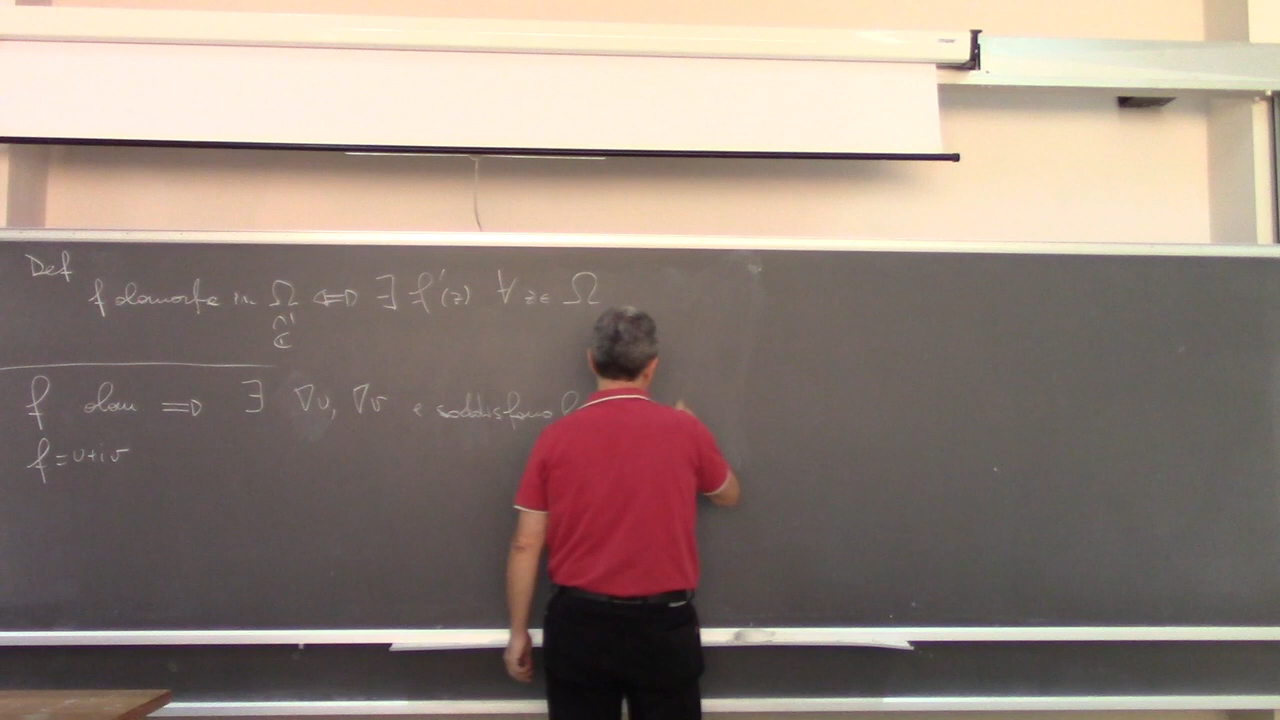 Def
f olomorfa in Ω ⇔ ∃ f'(z) ∀ z ∈ Ω
∩
ℂ
f olom ⇒ ∃ ∇u, ∇v e soddisfano
f = u+iv